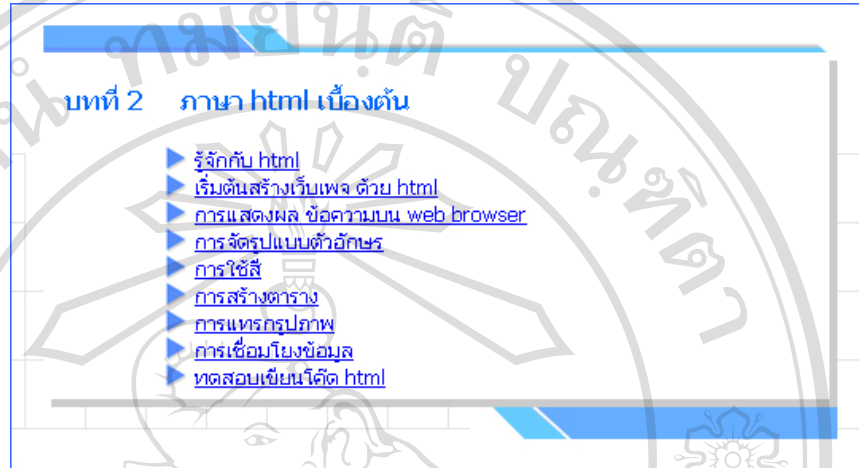 บทที่ 2 ภาษา html เบื้องต้น
รู้จักกับ html
เริ่มต้นสร้างเว็บเพจ ด้วย html
การแสดงผล ข้อความบน web browser
การจัดรูปแบบตัวอักษร
การใช้สี
การสร้างตาราง
การแทรกรูปภาพ
การเชื่อมโยงข้อมูล
ทดสอบเขียนโค๊ด html